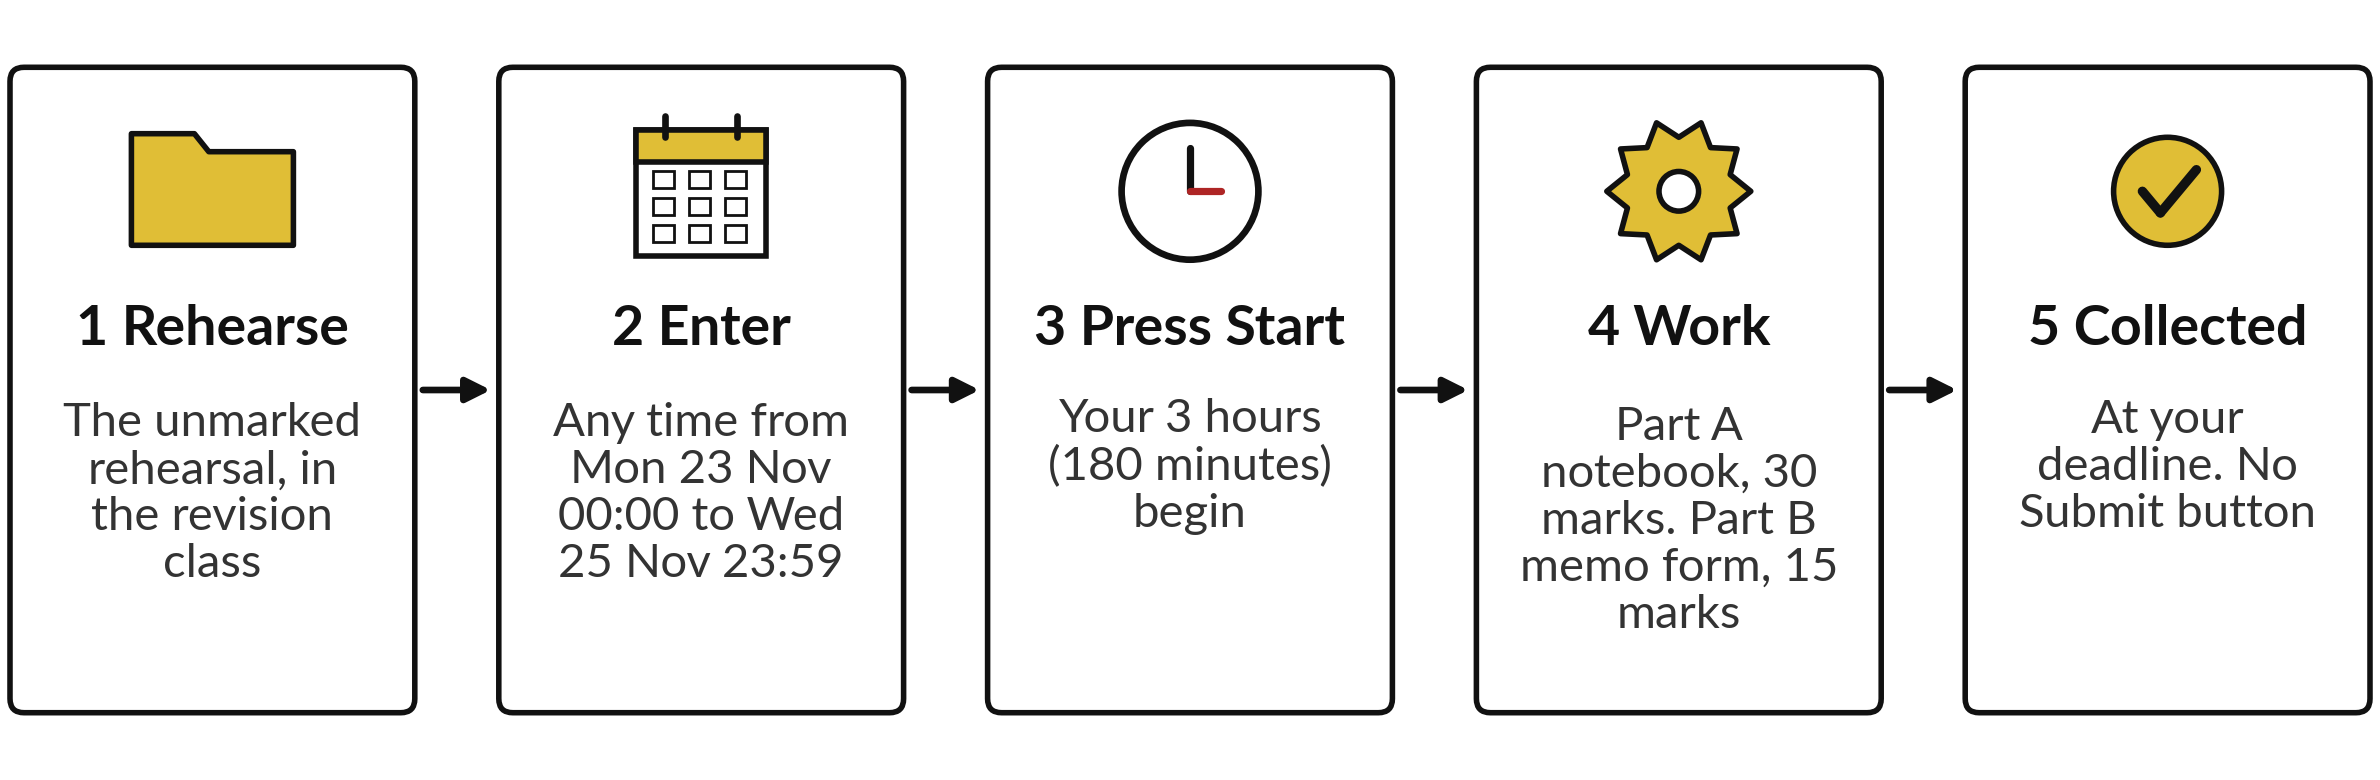 1 Rehearse
The unmarked
rehearsal, in
the revision
class
2 Enter
Any time from
Mon 23 Nov
00:00 to Wed
25 Nov 23:59
3 Press Start
Your 3 hours
(180 minutes)
begin
4 Work
Part A
notebook, 30
marks. Part B
memo form, 15
marks
5 Collected
At your
deadline. No
Submit button